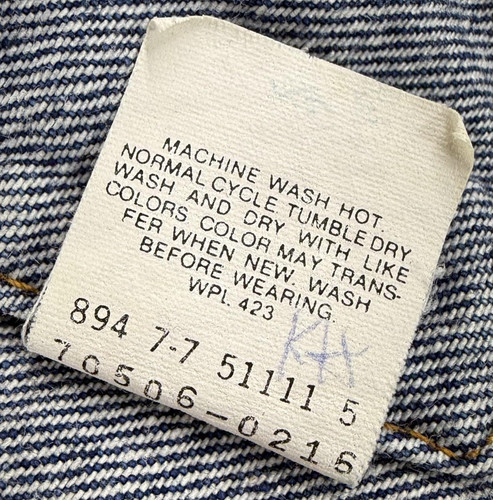 MACHINE WASH HOT.
NORMAL CYCLE. TUMBLE DRY
WASH AND DRY WITH LIKE
COLORS COLOR MAY TRANS-
FER WHEN NEW. WASH
BEFORE WEARING.
WPL 423
KH
894 7-7 51111 5
70506-0216